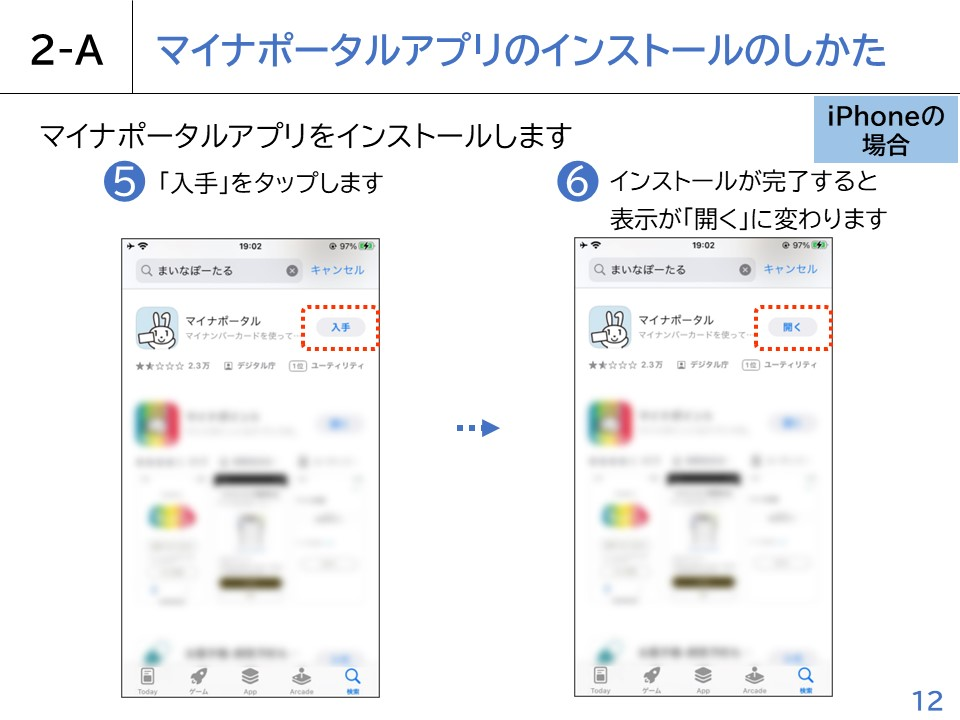 2-A
マイナポータルアプリのインストールのしかた
iPhoneの
場合
マイナポータルアプリをインストールします
5 「入手」をタップします
19:02
97%
まいなぽーたる
キャンセル
マイナポータル
マイナンバーカードを使って…
入手
2.3万
デジタル庁
1位 ユーティリティ
Today
ゲーム
App
Arcade
検索
6 インストールが完了すると
表示が「開く」に変わります
19:02
97%
まいなぽーたる
キャンセル
マイナポータル
マイナンバーカードを使って…
開く
2.3万
デジタル庁
1位 ユーティリティ
Today
ゲーム
App
Arcade
検索
12